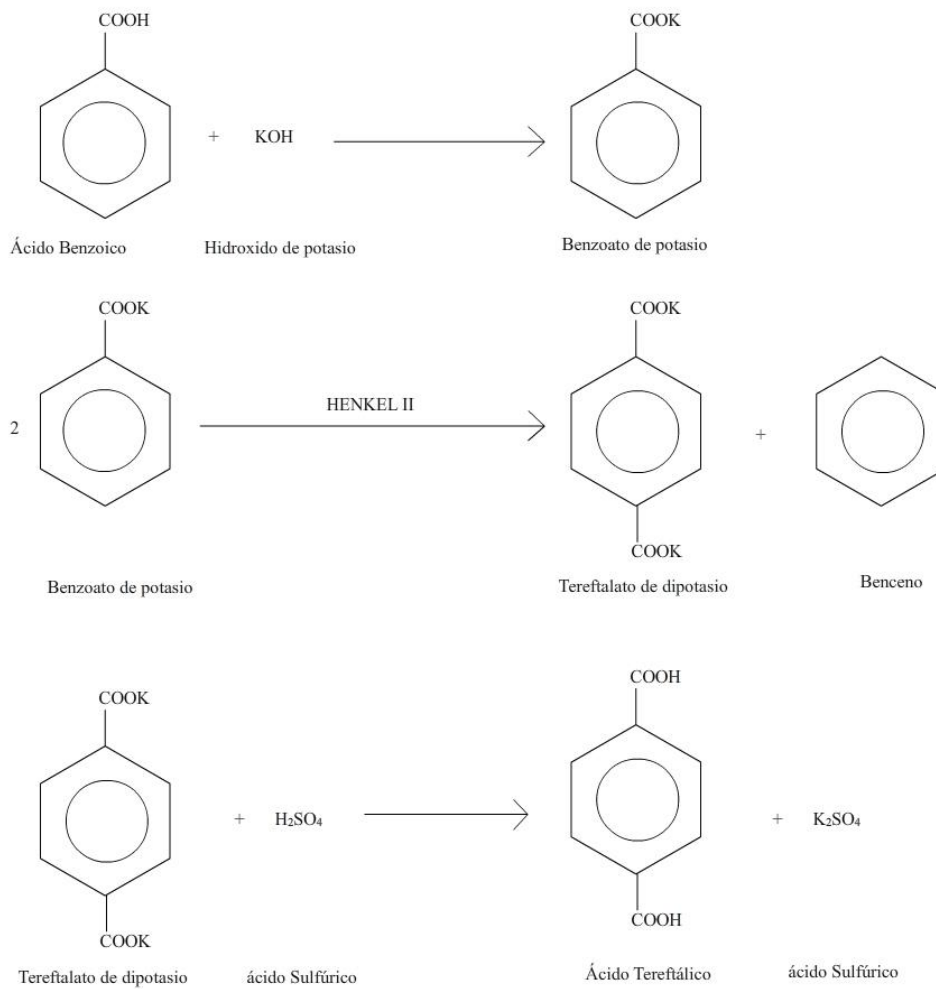 COOH
COOK
+ KOH
Ácido Benzoico
Hidroxido de potasio
Benzoato de potasio
COOK
COOK
2
HENKEL II
+
COOK
Benzoato de potasio
Tereftalato de dipotasio
Benceno
COOK
COOH
+ H₂SO₄
+ K₂SO₄
COOK
COOH
Tereftalato de dipotasio
ácido Sulfúrico
Ácido Tereftálico
ácido Sulfúrico